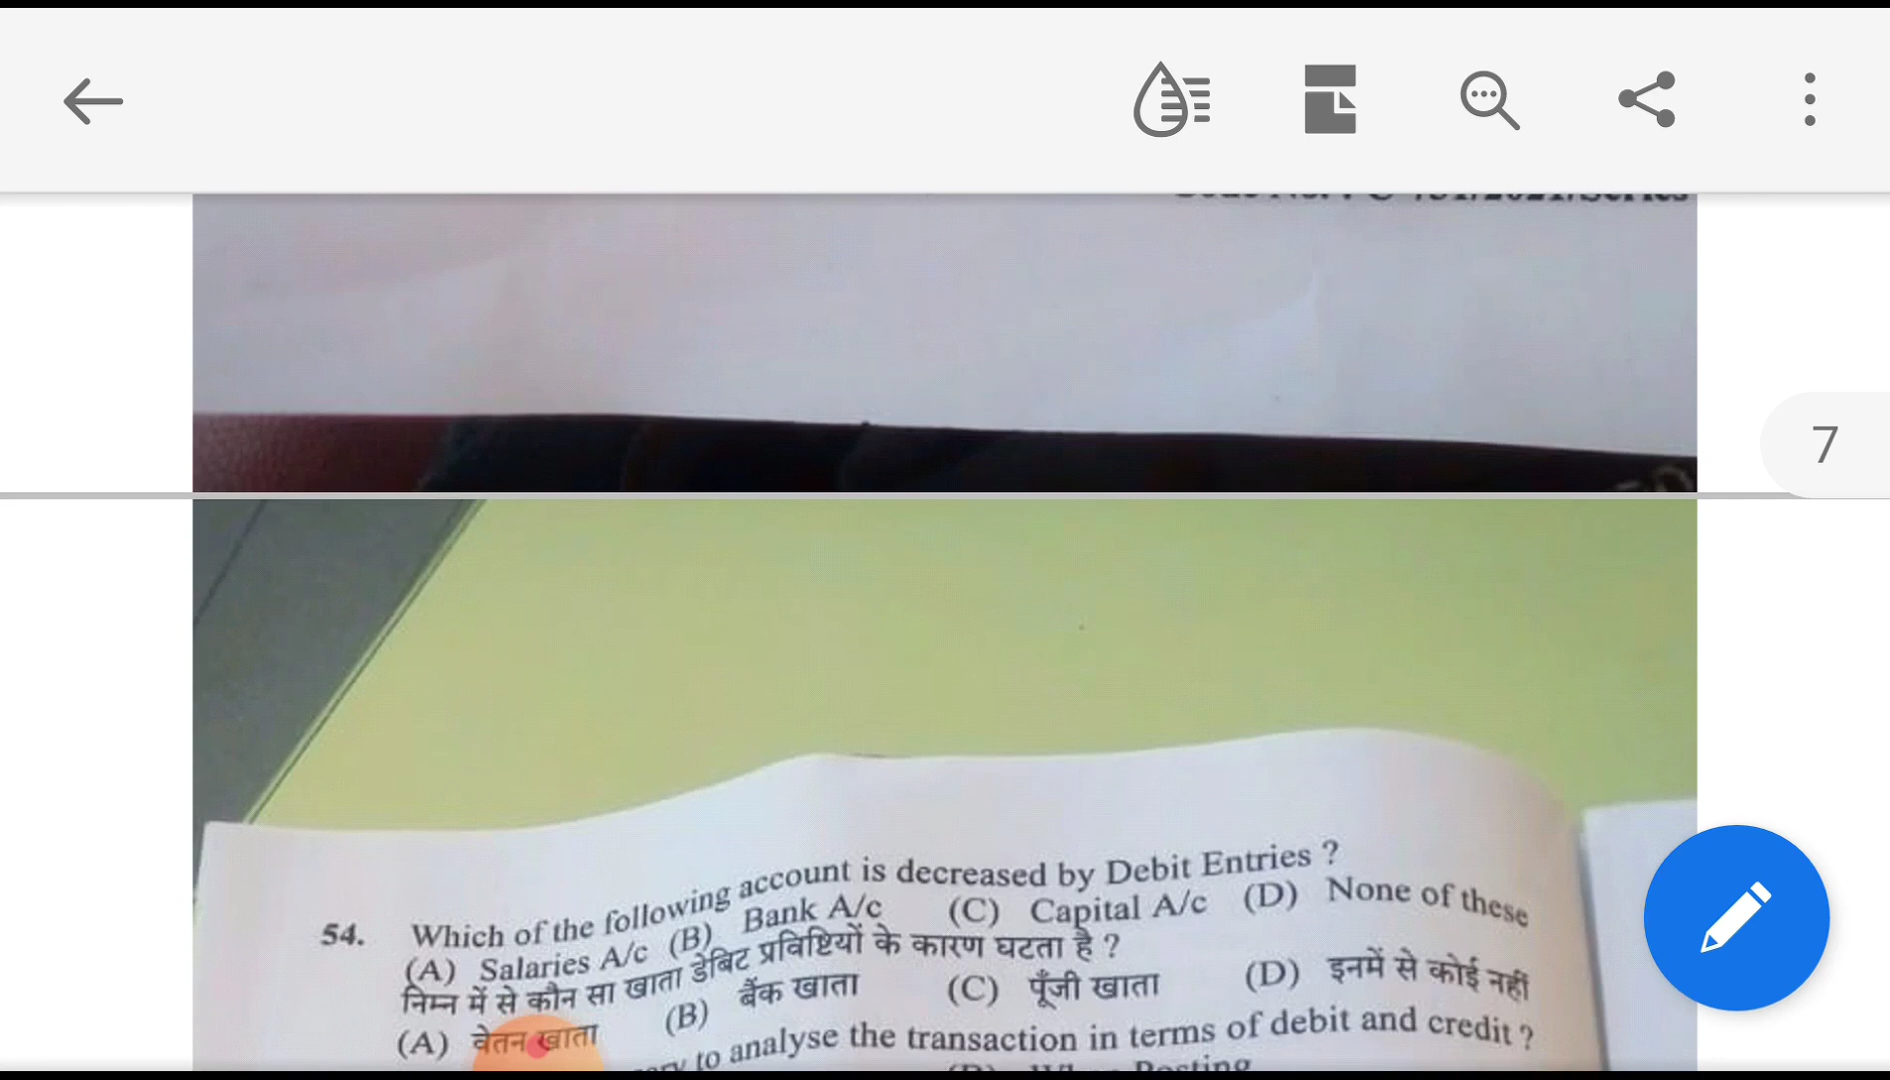 7
54. Which of the following account is decreased by Debit Entries ?
(A) Salaries A/c (B) Bank A/c (C) Capital A/c (D) None of these
निम्न में से कौन सा खाता डेबिट प्रविष्टियों के कारण घटता है ?
(A) वेतन खाता (B) बैंक खाता (C) पूँजी खाता (D) इनमें से कोई नहीं
to analyse the transaction in terms of debit and credit ?
Posting